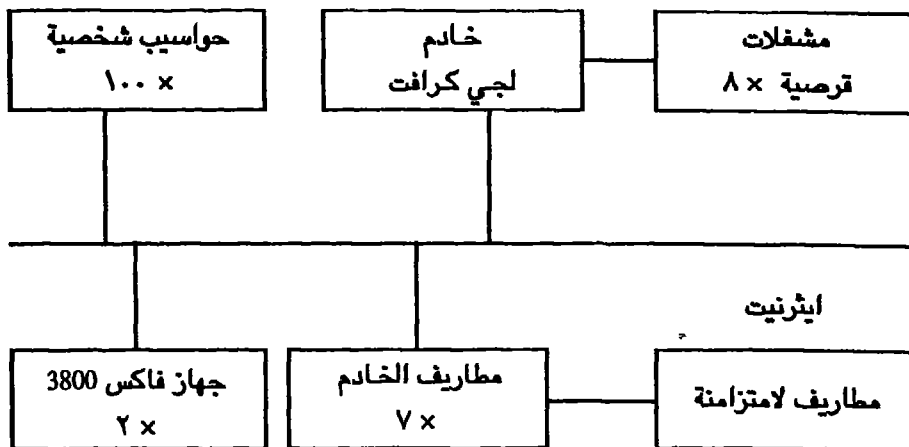 حواسيب شخصية
١٠٠ ×
خادم
لجي كرافت
مشغلات
قرصية × ٨
ايثرنيت
جهاز فاكس 3800
٢ ×
مطاريف الخادم
٧ ×
مطاريف لامتزامنة